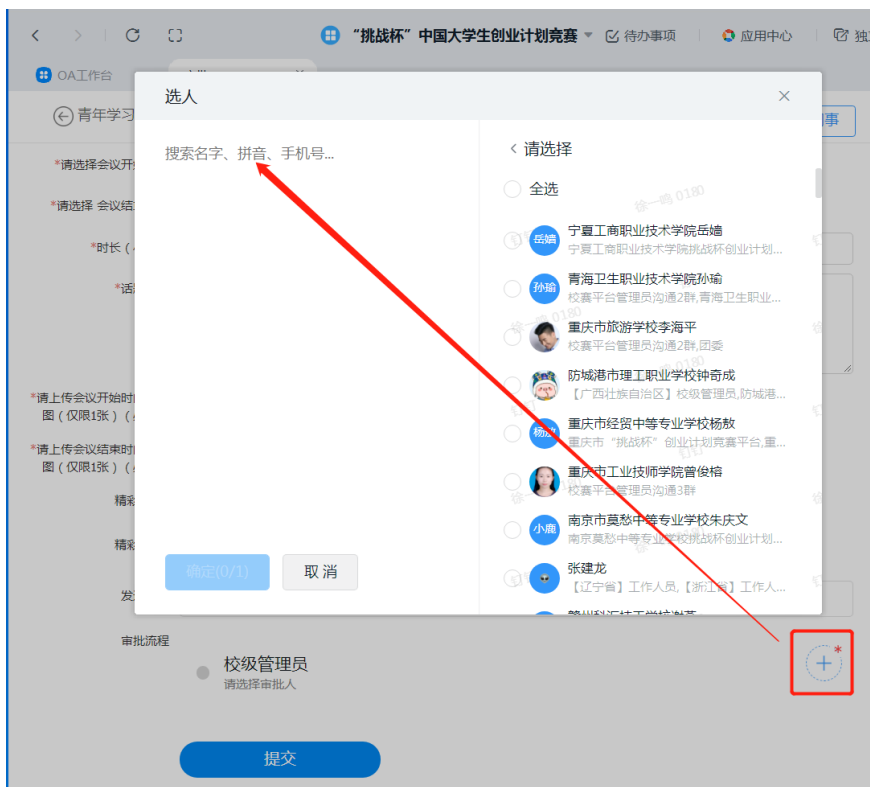 “挑战杯”中国大学生创业计划竞赛
待办事项
应用中心
OA工作台
青年学习
选人
搜索名字、拼音、手机号...
请选择
全选
*请选择会议开
*请选择 会议结
*时长（
宁夏工商职业技术学院岳嫱
宁夏工商职业技术学院挑战杯创业计划...
孙瑜
青海卫生职业技术学院孙瑜
校赛平台管理员沟通2群,青海卫生职业...
重庆市旅游学校李海平
校赛平台管理员沟通2群,团委
防城港市理工职业学校钟奇成
【广西壮族自治区】校级管理员,防城港...
杨敖
重庆市经贸中等专业学校杨敖
重庆市“挑战杯”创业计划竞赛平台,重...
重庆市工业技师学院曾俊榕
校赛平台管理员沟通3群
小鹿
南京市莫愁中等专业学校朱庆文
南京莫愁中等专业学校挑战杯创业计划...
张建龙
【辽宁省】工作人员,【浙江省】工作人...
*请上传会议开始时
图（仅限1张）（
*请上传会议结束时
图（仅限1张）（
精彩
精彩
确定(0/1)
取 消
审批流程
校级管理员
请选择审批人
*
提交
徐一鸣 0180